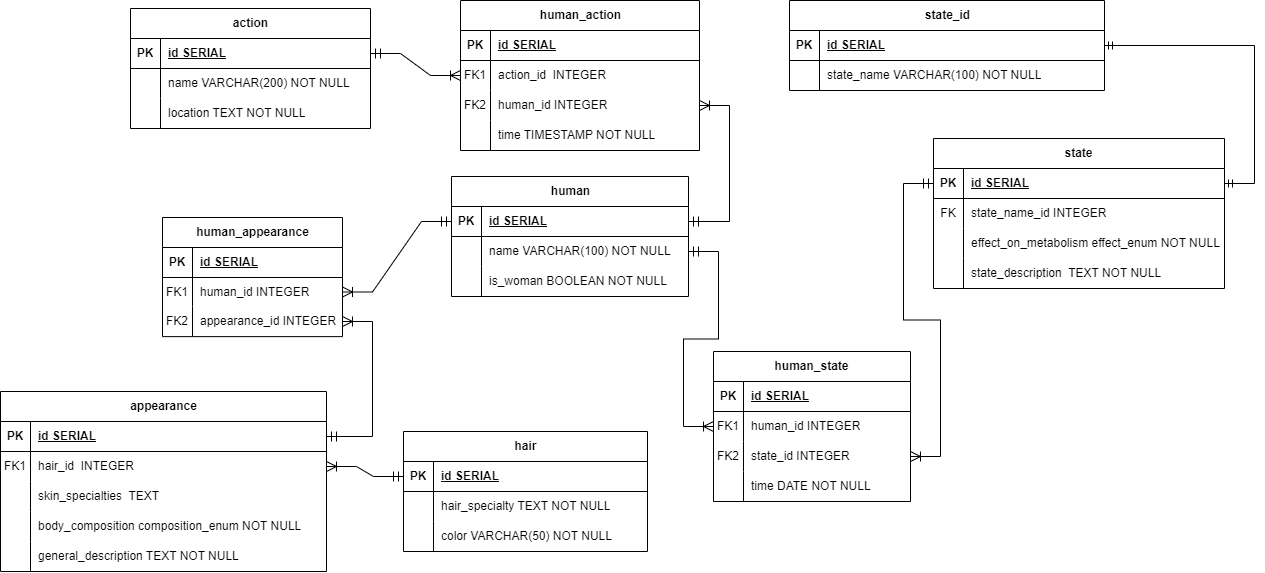 action
PK id SERIAL
name VARCHAR(200) NOT NULL
location TEXT NOT NULL
human_action
PK id SERIAL
FK1 action_id INTEGER
FK2 human_id INTEGER
time TIMESTAMP NOT NULL
state_id
PK id SERIAL
state_name VARCHAR(100) NOT NULL
state
PK id SERIAL
FK state_name_id INTEGER
effect_on_metabolism effect_enum NOT NULL
state_description TEXT NOT NULL
human
PK id SERIAL
name VARCHAR(100) NOT NULL
is_woman BOOLEAN NOT NULL
human_appearance
PK id SERIAL
FK1 human_id INTEGER
FK2 appearance_id INTEGER
human_state
PK id SERIAL
FK1 human_id INTEGER
FK2 state_id INTEGER
time DATE NOT NULL
appearance
PK id SERIAL
FK1 hair_id INTEGER
skin_specialties TEXT
body_composition composition_enum NOT NULL
general_description TEXT NOT NULL
hair
PK id SERIAL
hair_specialty TEXT NOT NULL
color VARCHAR(50) NOT NULL